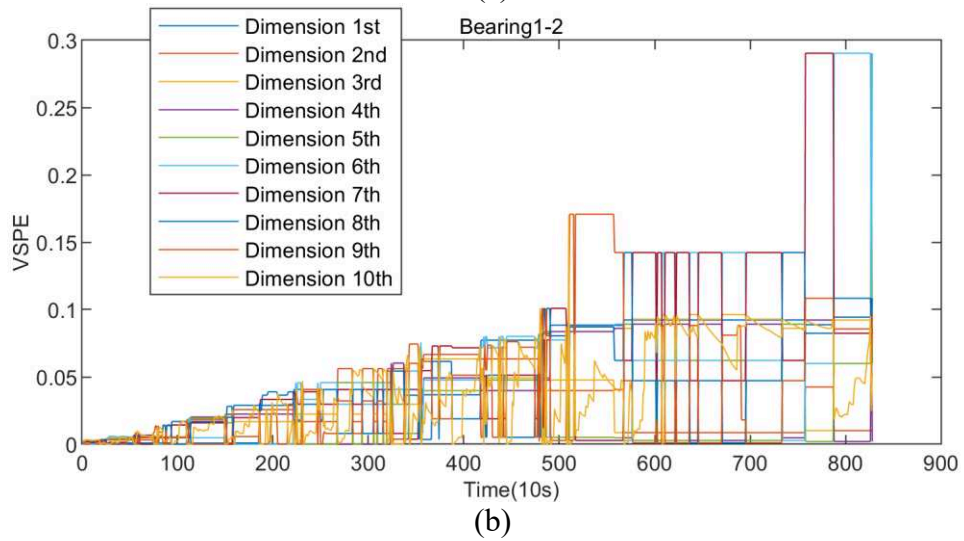 Bearing1-2
Dimension 1st
Dimension 2nd
Dimension 3rd
Dimension 4th
Dimension 5th
Dimension 6th
Dimension 7th
Dimension 8th
Dimension 9th
Dimension 10th
VSPE
0.3
0.25
0.2
0.15
0.1
0.05
0
0 100 200 300 400 500 600 700 800 900
Time(10s)
(b)